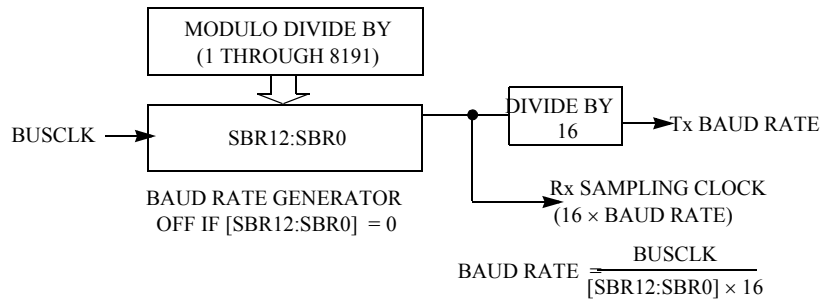 MODULO DIVIDE BY
(1 THROUGH 8191)
BUSCLK
SBR12:SBR0
DIVIDE BY
16
Tx BAUD RATE
BAUD RATE GENERATOR
OFF IF [SBR12:SBR0] = 0
Rx SAMPLING CLOCK
(16 × BAUD RATE)
BAUD RATE =
BUSCLK
[SBR12:SBR0] × 16